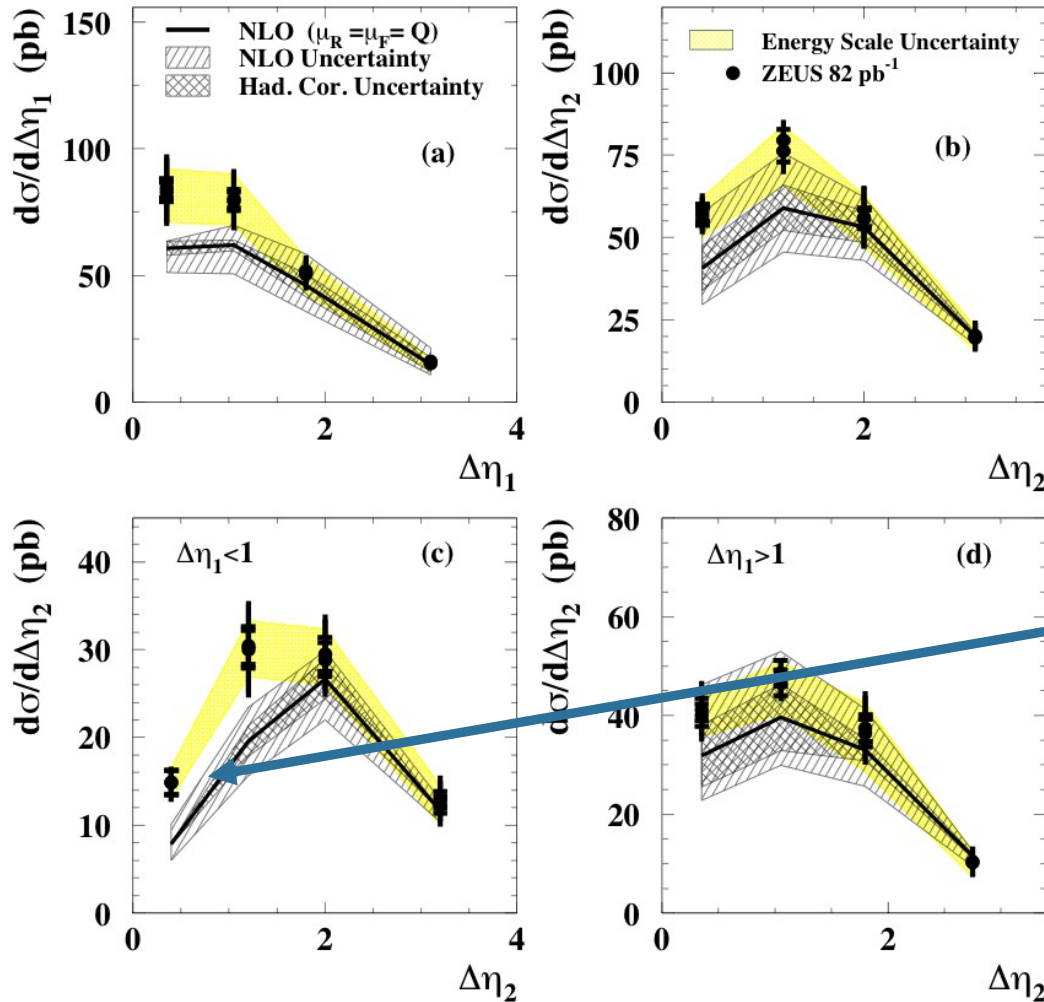 dσ/dΔη₁ (pb)
150
100
50
0
NLO (μ_R =μ_F= Q)
NLO Uncertainty
Had. Cor. Uncertainty
(a)
0 2 4
Δη₁
dσ/dΔη₂ (pb)
100
75
50
25
0
Energy Scale Uncertainty
ZEUS 82 pb⁻¹
(b)
0 2
Δη₂
dσ/dΔη₂ (pb)
40
30
20
10
0
Δη₁<1 (c)
0 2 4
Δη₂
dσ/dΔη₂ (pb)
80
60
40
20
0
Δη₁>1 (d)
0 2
Δη₂